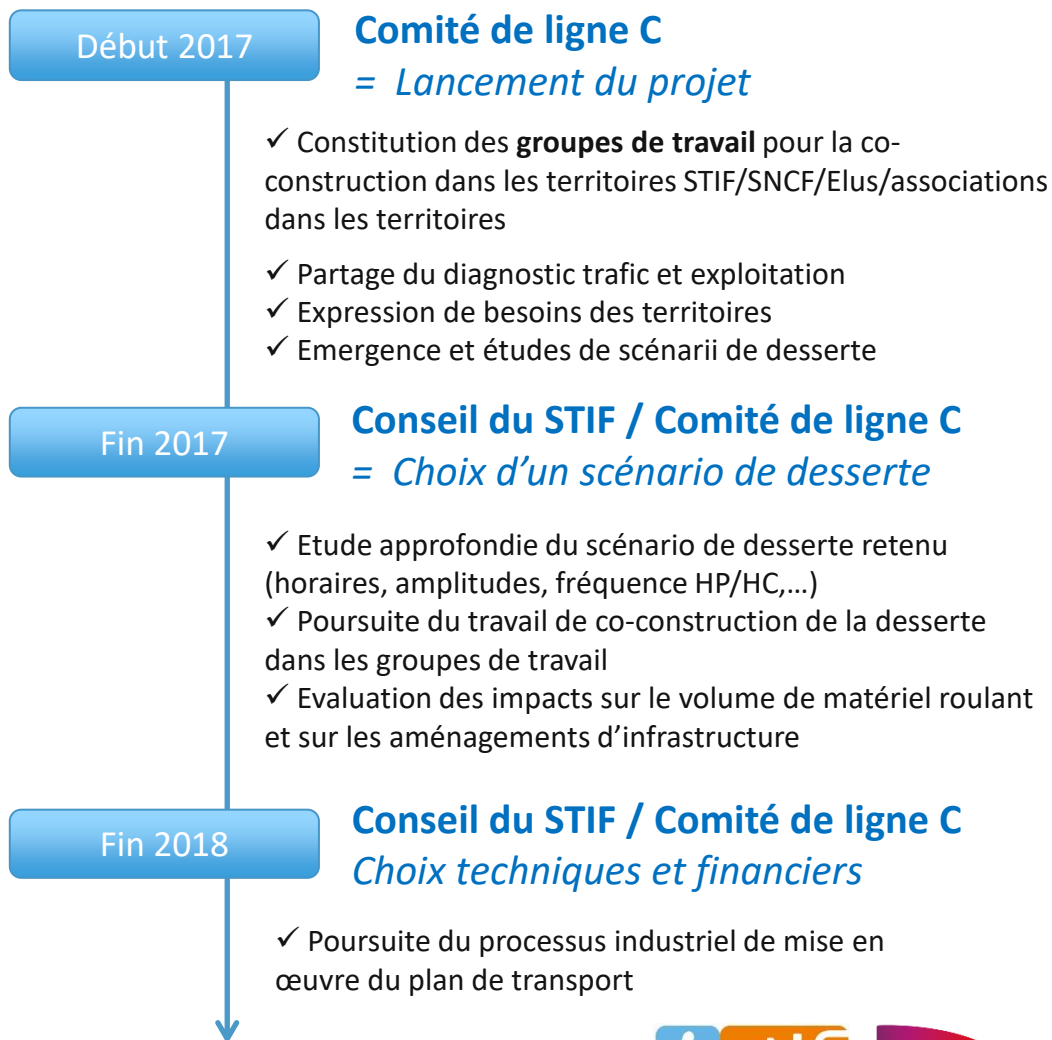 Début 2017
Comité de ligne C
= Lancement du projet
✓ Constitution des groupes de travail pour la co-
construction dans les territoires STIF/SNCF/Elus/associations
dans les territoires
✓ Partage du diagnostic trafic et exploitation
✓ Expression de besoins des territoires
✓ Emergence et études de scénarii de desserte
Fin 2017
Conseil du STIF / Comité de ligne C
= Choix d’un scénario de desserte
✓ Etude approfondie du scénario de desserte retenu
(horaires, amplitudes, fréquence HP/HC,…)
✓ Poursuite du travail de co-construction de la desserte
dans les groupes de travail
✓ Evaluation des impacts sur le volume de matériel roulant
et sur les aménagements d’infrastructure
Fin 2018
Conseil du STIF / Comité de ligne C
Choix techniques et financiers
✓ Poursuite du processus industriel de mise en
œuvre du plan de transport